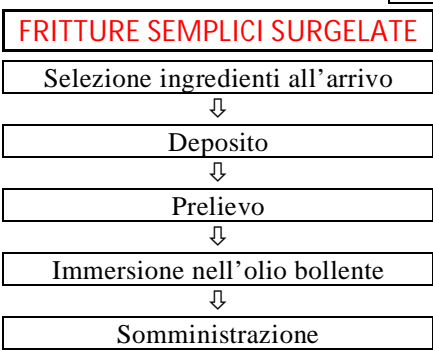 FRITTURE SEMPLICI SURGELATE
Selezione ingredienti all'arrivo
⇩
Deposito
⇩
Prelievo
⇩
Immersione nell'olio bollente
⇩
Somministrazione